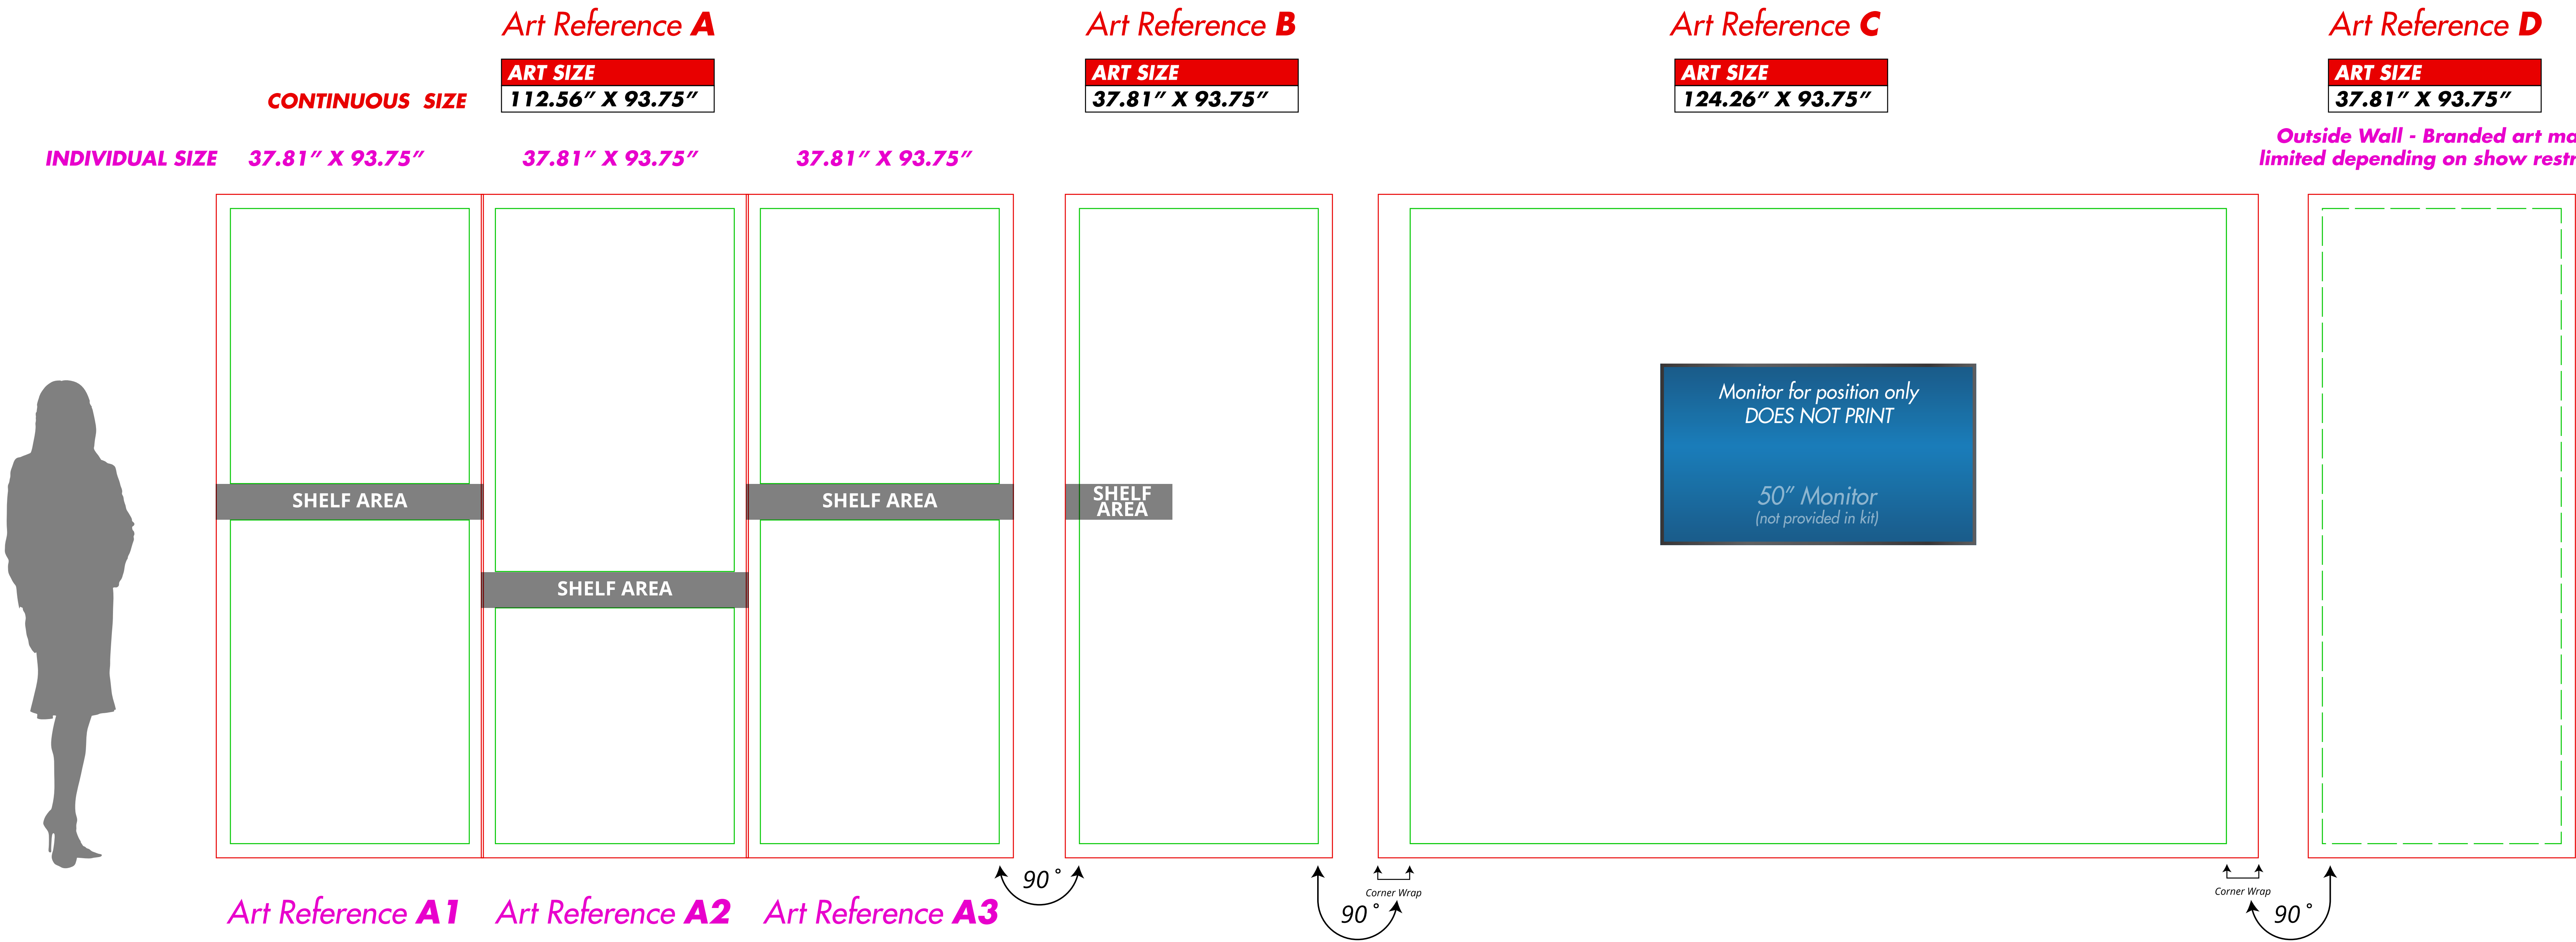 Art Reference A
Art Reference B
Art Reference C
Art Reference D
ART SIZE
112.56” X 93.75”
ART SIZE
37.81” X 93.75”
ART SIZE
124.26” X 93.75”
ART SIZE
37.81” X 93.75”
CONTINUOUS SIZE
INDIVIDUAL SIZE
37.81” X 93.75”
37.81” X 93.75”
37.81” X 93.75”
Outside Wall - Branded art
limited depending on show
Monitor for position only
DOES NOT PRINT
50” Monitor
(not provided in kit)
SHELF AREA
SHELF AREA
SHELF AREA
SHELF
AREA
90°
90°
90°
Corner Wrap
Corner Wrap
Art Reference A1
Art Reference A2
Art Reference A3